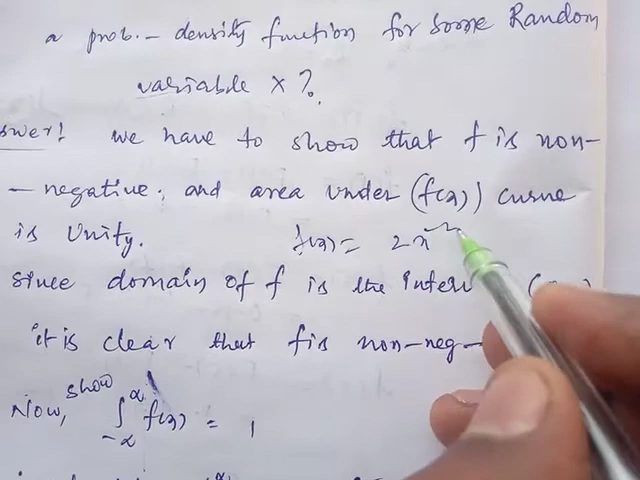 a prob. - density function for some Random
variable X ?.
swer! we have to show that f is non-
- negative, and area under (f(x)) curve
is Unity. f(x) = 2x⁻²
since domain of f is the Inter
it is clear that f is non-neg-
Now, show ∫ -α α f(x) = 1